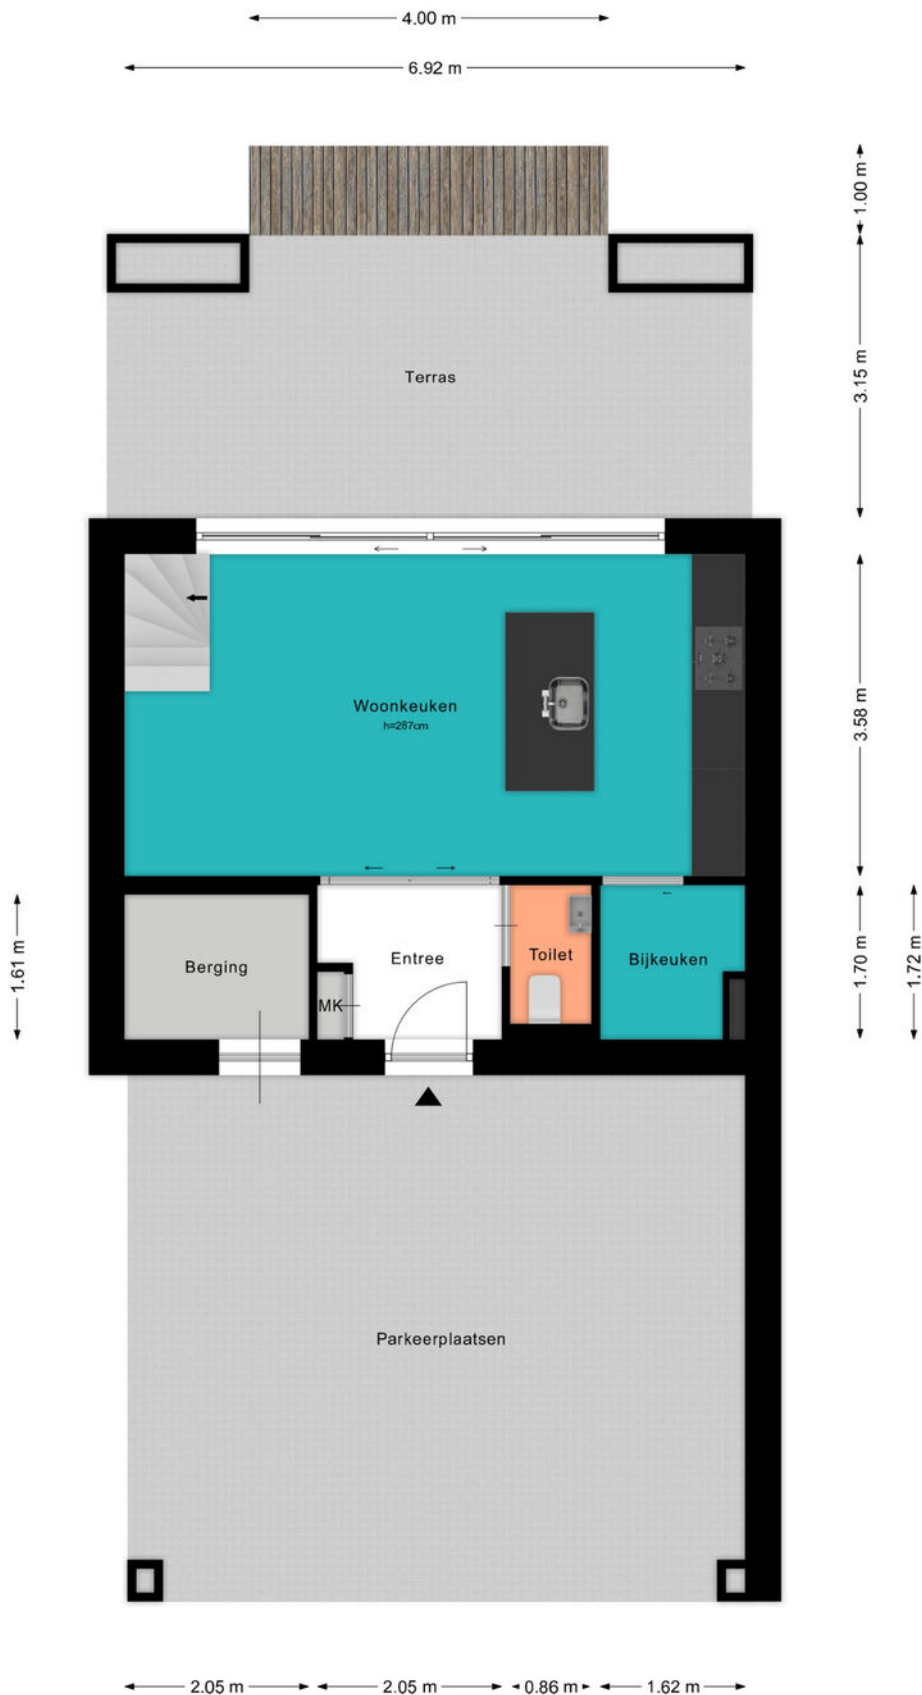 4.00 m
6.92 m
1.00 m
3.15 m
Terras
Woonkeuken
h=287cm
3.58 m
1.61 m
Berging
Entree
MK
Toilet
Bijkeuken
1.70 m
1.72 m
Parkeerplaatsen
2.05 m
2.05 m
0.86 m
1.62 m